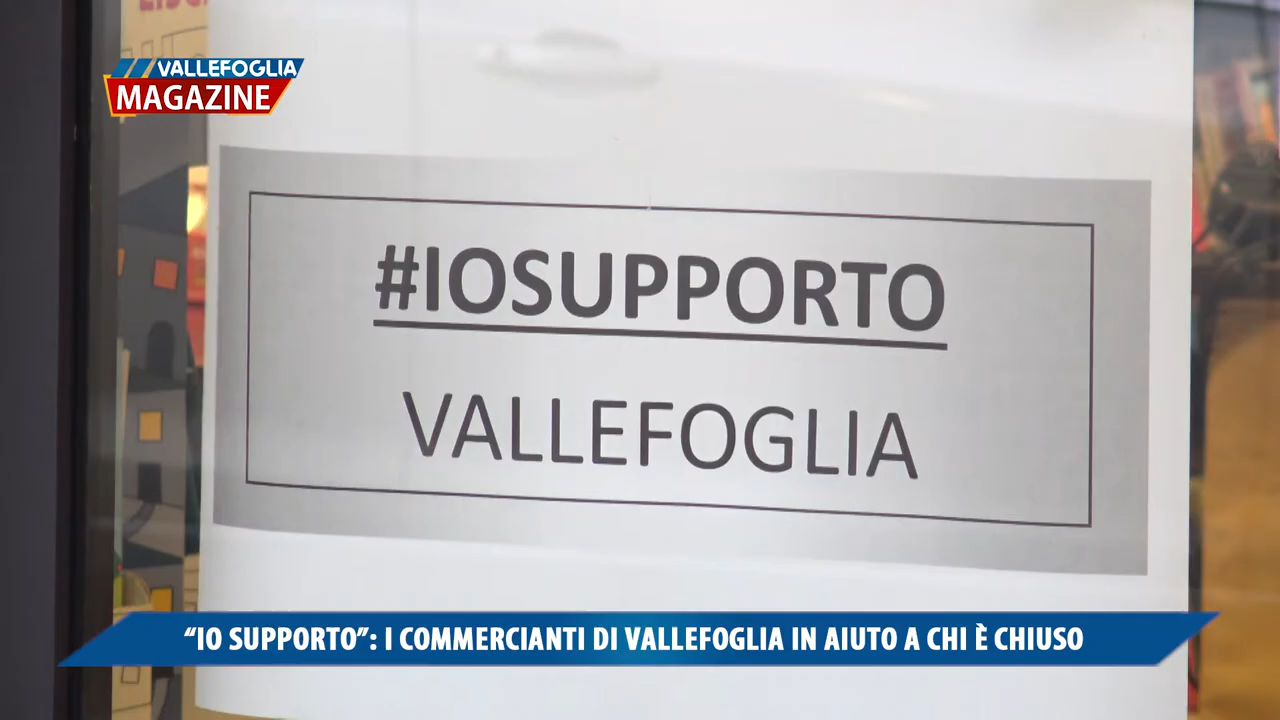 VALLEFOGLIA
MAGAZINE
#IOSUPPORTO
VALLEFOGLIA
“IO SUPPORTO”: I COMMERCIANTI DI VALLEFOGLIA IN AIUTO A CHI È CHIUSO